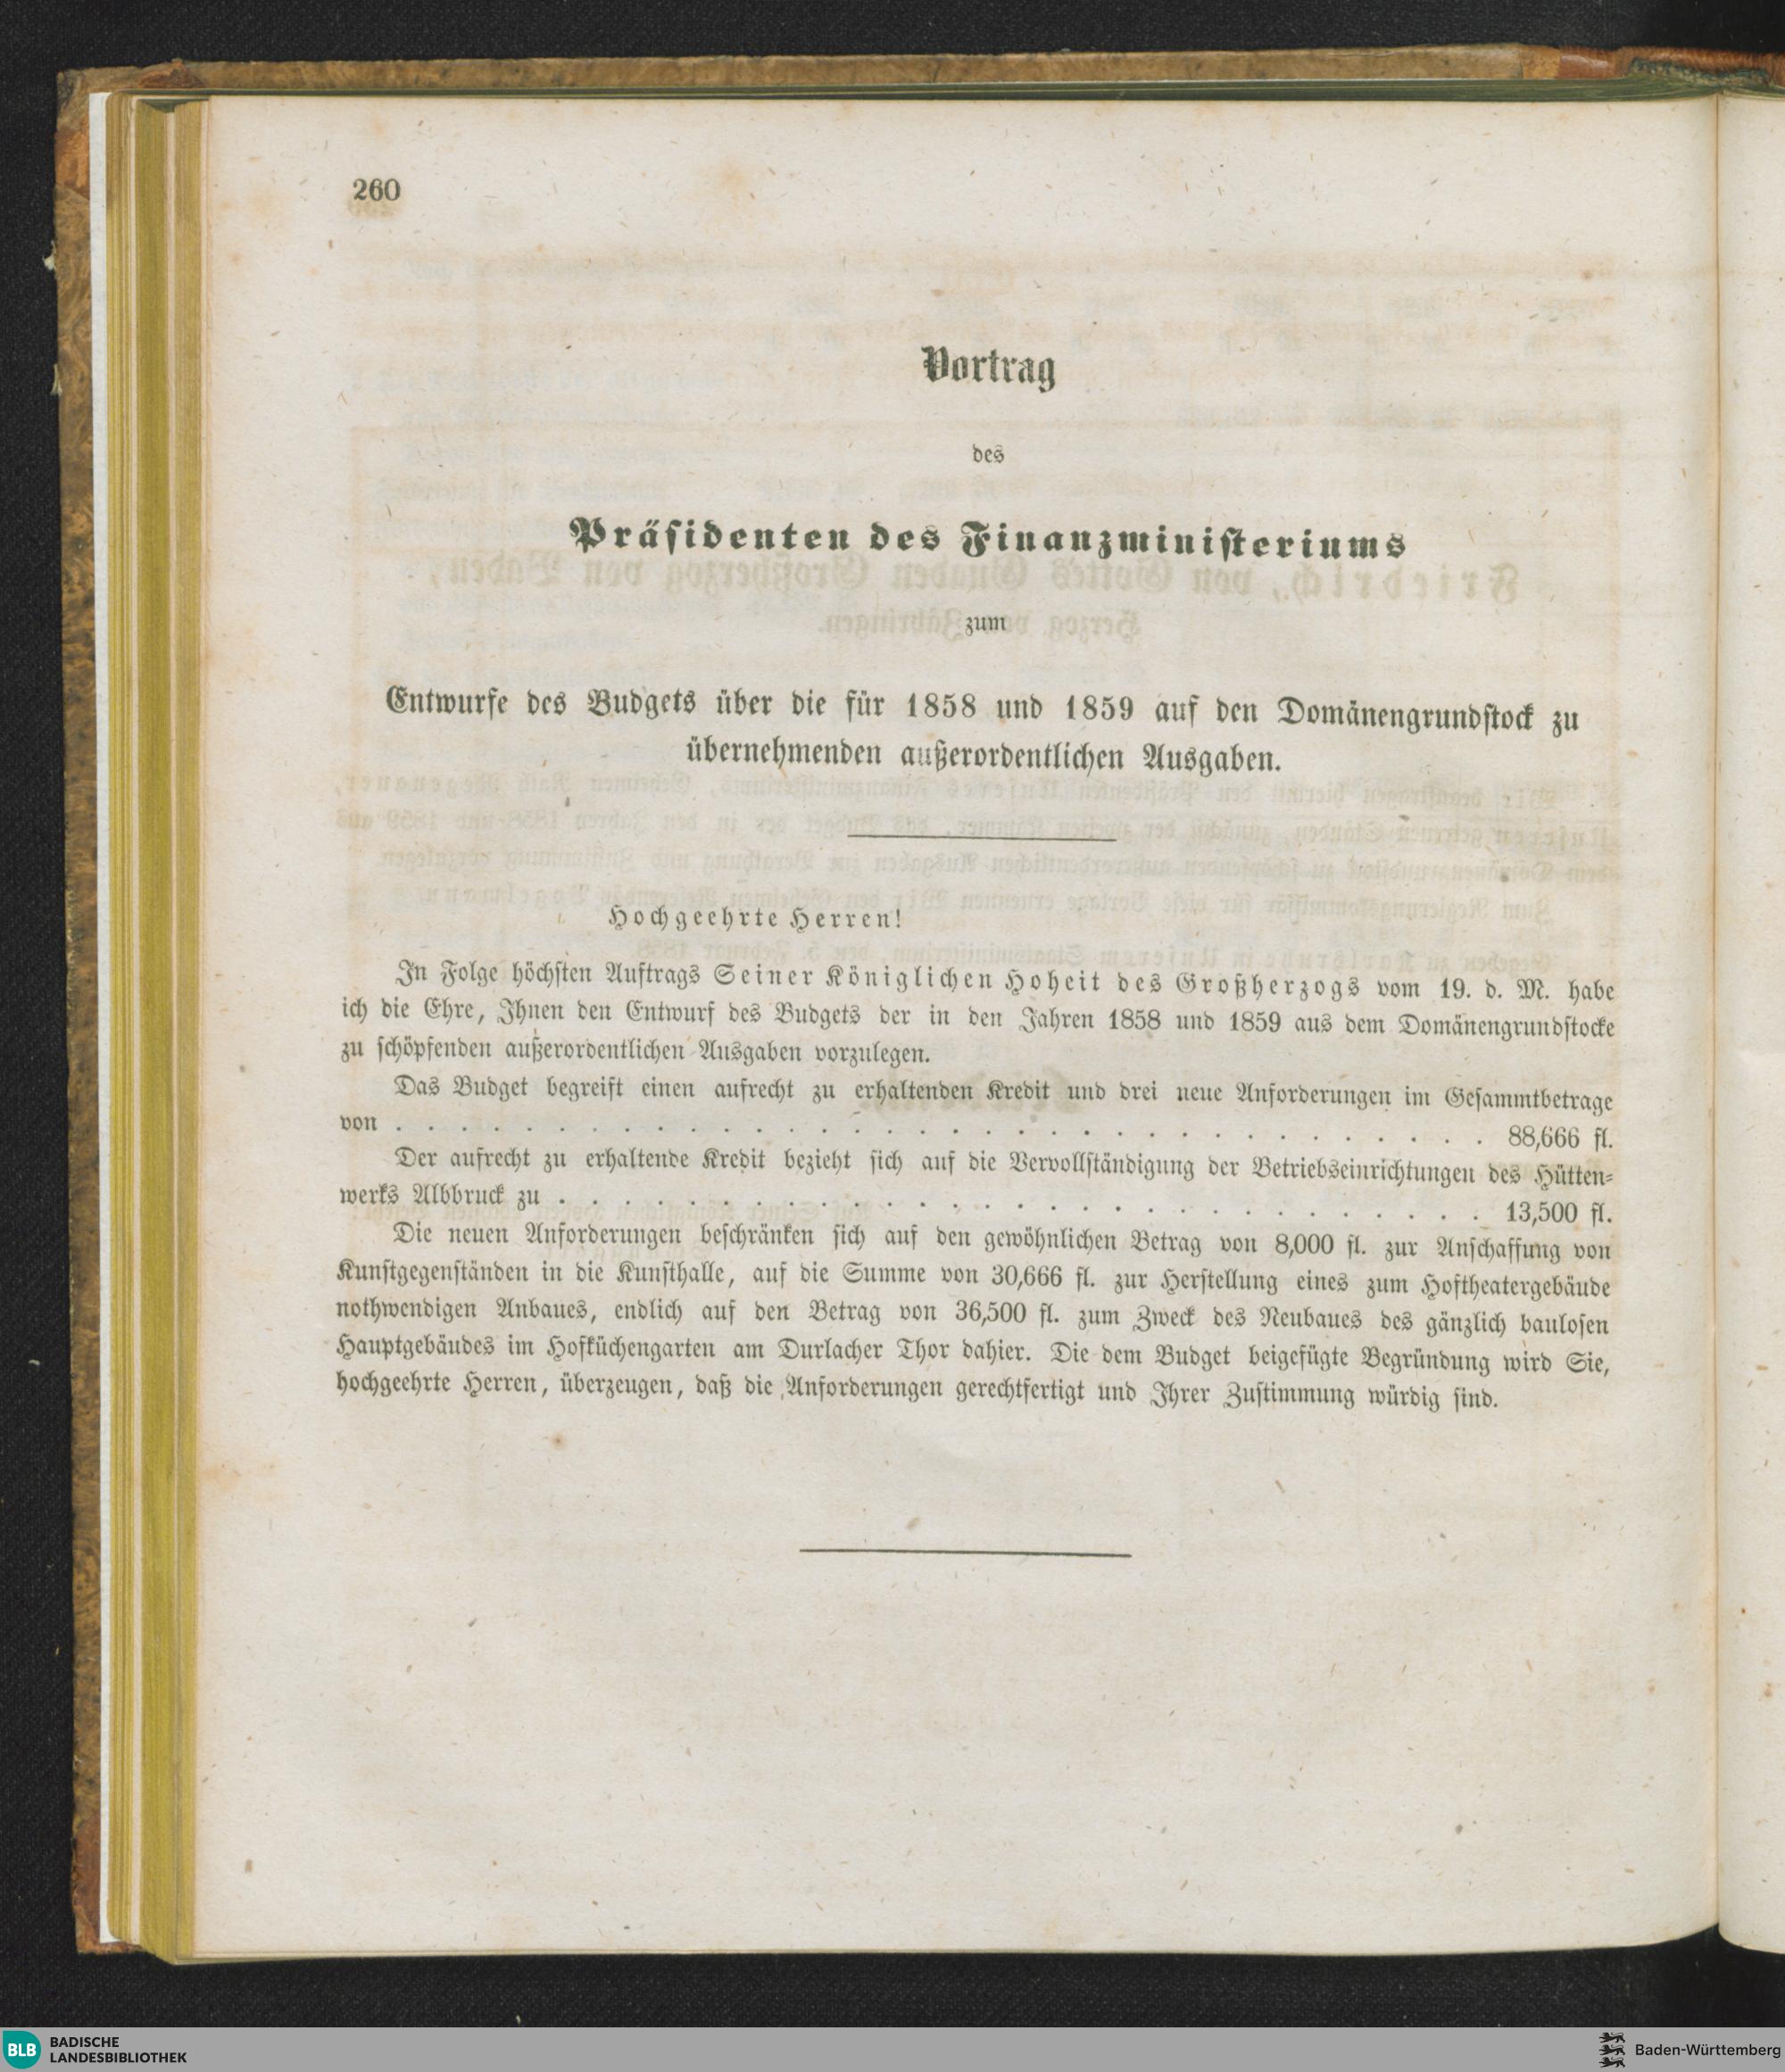 260
Vortrag
des
Präsidenten des Finanzministeriums
zum
Entwurfe des Budgets über die für 1858 und 1859 auf den Domänengrundstock zu
übernehmenden außerordentlichen Ausgaben.
Hochgeehrte Herren!
In Folge höchsten Auftrags Seiner Königlichen Hoheit des Großherzogs vom 19. d. M. habe
ich die Ehre, Ihnen den Entwurf des Budgets der in den Jahren 1858 und 1859 aus dem Domänengrundstocke
zu schöpfenden außerordentlichen Ausgaben vorzulegen.
Das Budget begreift einen aufrecht zu erhaltenden Kredit und drei neue Anforderungen im Gesammtbetrage
von . . . . . . . . . . . . . . . . . . . . . . . . . . . . . . . . . . 88,666 fl.
Der aufrecht zu erhaltende Kredit bezieht sich auf die Vervollständigung der Betriebseinrichtungen des Hütten-
werks Albbruck zu . . . . . . . . . . . . . . . . . . . . . . . . . . . . . 13,500 fl.
Die neuen Anforderungen beschränken sich auf den gewöhnlichen Betrag von 8,000 fl. zur Anschaffung von
Kunstgegenständen in die Kunsthalle, auf die Summe von 30,666 fl. zur Herstellung eines zum Hoftheatergebäude
nothwendigen Anbaues, endlich auf den Betrag von 36,500 fl. zum Zweck des Neubaues des gänzlich baulosen
Hauptgebäudes im Hofküchengarten am Durlacher Thor dahier. Die dem Budget beigefügte Begründung wird Sie,
hochgeehrte Herren, überzeugen, daß die Anforderungen gerechtfertigt und Ihrer Zustimmung würdig sind.
BLB BADISCHE
LANDESBIBLIOTHEK
Baden-Württemberg